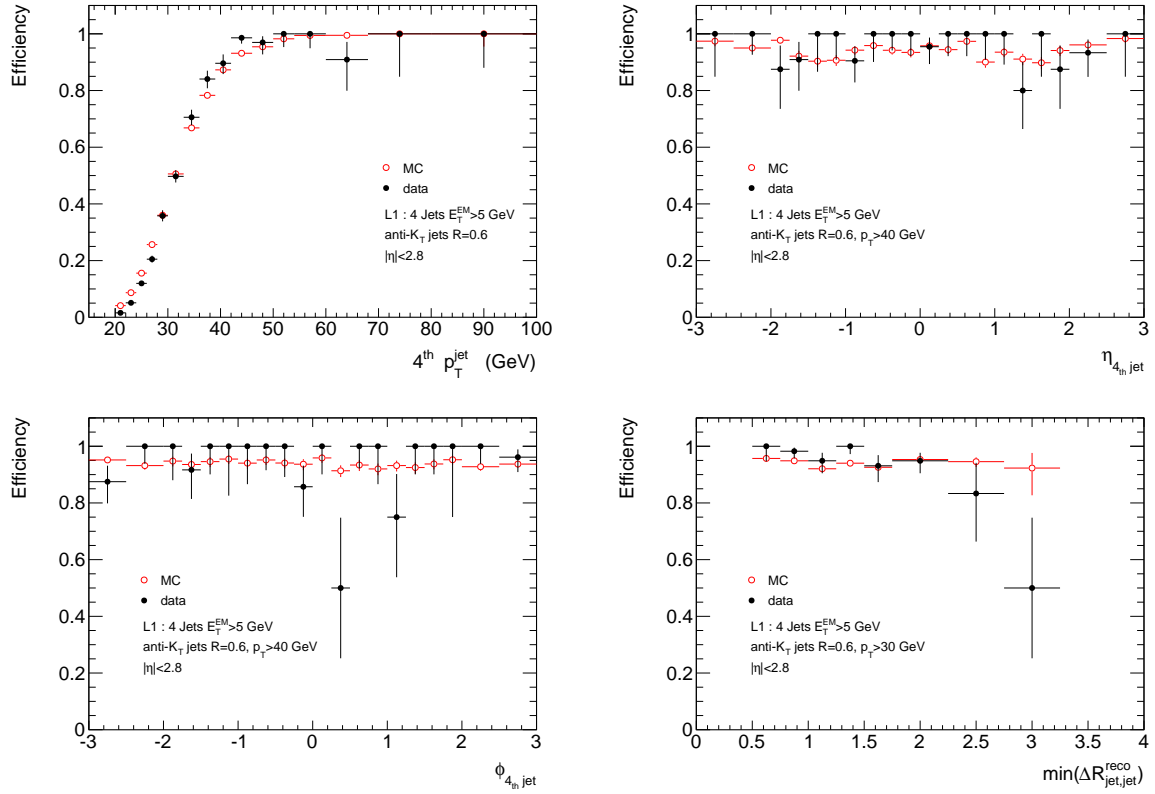 Efficiency
1
0.8
0.6
0.4
0.2
0
MC
data
L1 : 4 Jets E_T^EM>5 GeV
anti-K_T jets R=0.6
|η|<2.8
20 30 40 50 60 70 80 90 100
4^th p_T^jet (GeV)
Efficiency
1
0.8
0.6
0.4
0.2
0
MC
data
L1 : 4 Jets E_T^EM>5 GeV
anti-K_T jets R=0.6, p_T>40 GeV
|η|<2.8
-3 -2 -1 0 1 2 3
η_4_th jet
Efficiency
1
0.8
0.6
0.4
0.2
0
MC
data
L1 : 4 Jets E_T^EM>5 GeV
anti-K_T jets R=0.6, p_T>40 GeV
|η|<2.8
-3 -2 -1 0 1 2 3
ϕ_4_th jet
Efficiency
1
0.8
0.6
0.4
0.2
0
MC
data
L1 : 4 Jets E_T^EM>5 GeV
anti-K_T jets R=0.6, p_T>30 GeV
|η|<2.8
0 0.5 1 1.5 2 2.5 3 3.5 4
min(ΔR_jet,jet^reco)